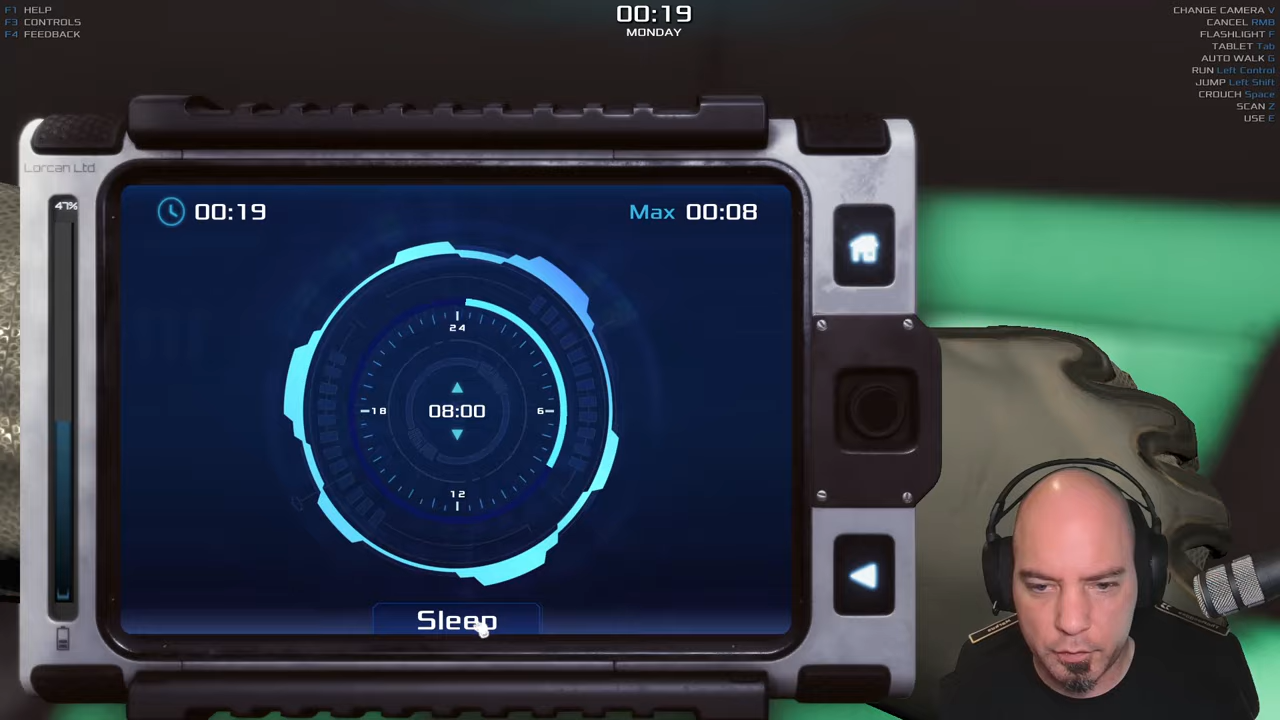 F1 HELP
F3 CONTROLS
F4 FEEDBACK
00:19
MONDAY
CHANGE CAMERA V
CANCEL RMB
FLASHLIGHT F
TABLET Tab
AUTO WALK G
RUN Left Control
JUMP Left Shift
CROUCH Space
SCAN Z
USE E
Lorcan Ltd
47%
00:19
Max 00:08
24
18
08:00
6
12
Sleep